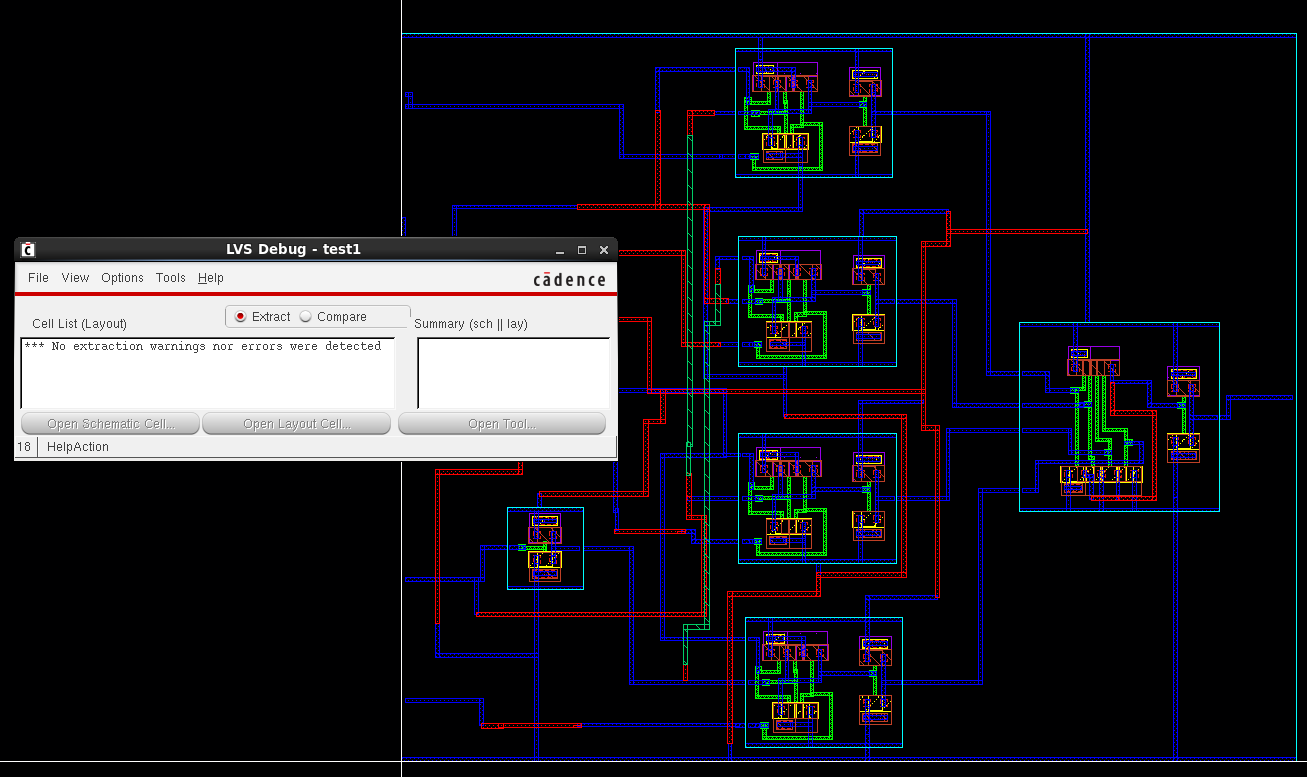 LVS Debug - test1
File View Options Tools Help
cādence
Extract Compare
Cell List (Layout)
Summary (sch || lay)
*** No extraction warnings nor errors were detected
Open Schematic Cell...
Open Layout Cell...
Open Tool...
18 HelpAction